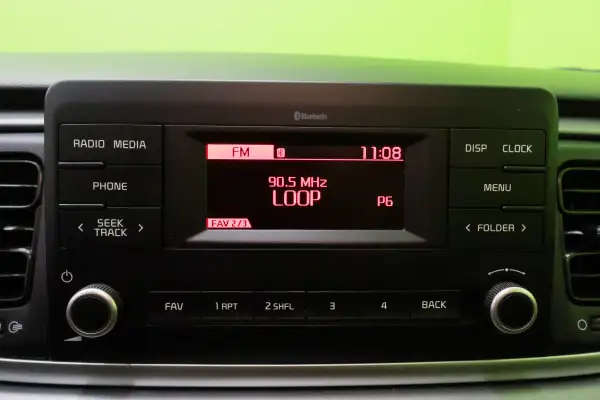 Bluetooth
RADIO MEDIA
FM
11:08
DISP CLOCK
PHONE
90.5 MHz
MENU
LOOP
P6
SEEK
TRACK
FAV 2/3
FOLDER
FAV
1 RPT
2 SHFL
3
4
BACK